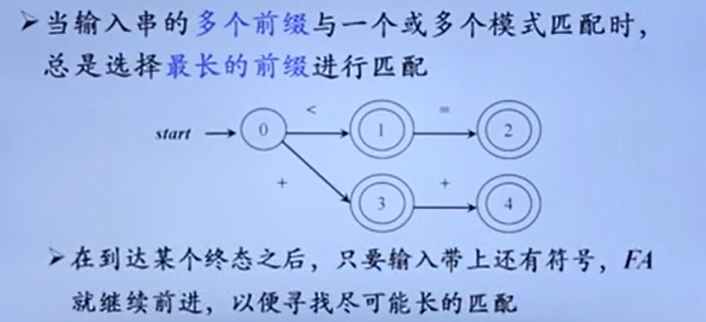 ➢当输入串的多个前缀与一个或多个模式匹配时，
总是选择最长的前缀进行匹配
< =
start 0 1 2
+ +
3 4
➢在到达某个终态之后，只要输入带上还有符号，FA
就继续前进，以便寻找尽可能长的匹配